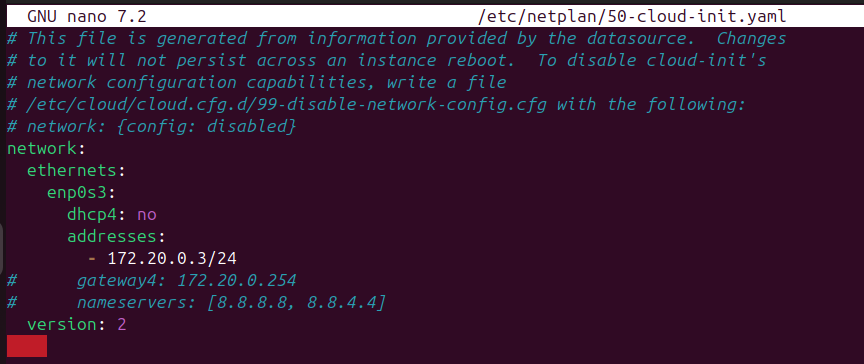 GNU nano 7.2 /etc/netplan/50-cloud-init.yaml
# This file is generated from information provided by the datasource.  Changes
# to it will not persist across an instance reboot.  To disable cloud-init's
# network configuration capabilities, write a file
# /etc/cloud/cloud.cfg.d/99-disable-network-config.cfg with the following:
# network: {config: disabled}
network:
  ethernets:
    enp0s3:
      dhcp4: no
      addresses:
        - 172.20.0.3/24
#      gateway4: 172.20.0.254
#      nameservers: [8.8.8.8, 8.8.4.4]
  version: 2